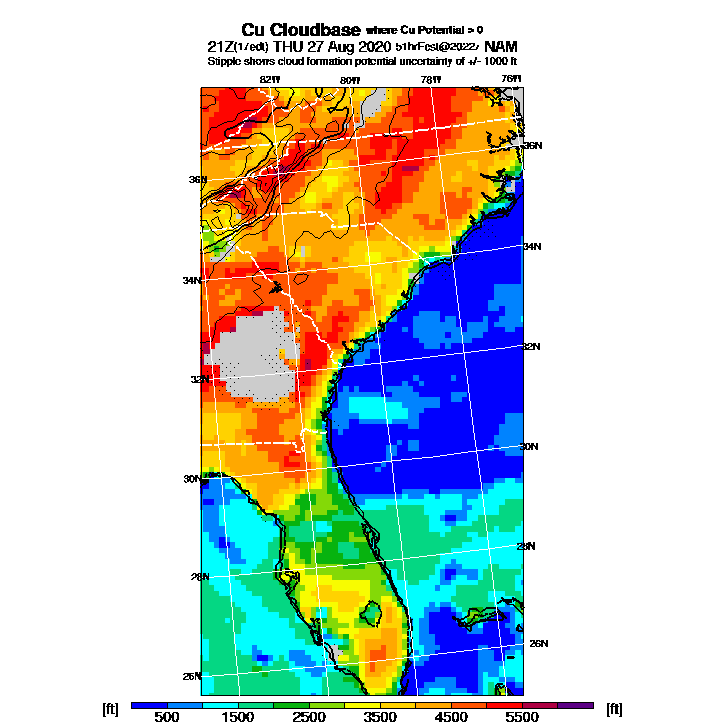 Cu Cloudbase where Cu Potential > 0
21Z(17edt) THU 27 Aug 2020 51hrFcst@2022z NAM
Stipple shows cloud formation potential uncertainty of +/- 1000 ft
82W 80W 78W 76W
36N
36N
34N
34N
32N
32N
30N
30N
28N
28N
26N
26N
[ft] [ft]
500 1500 2500 3500 4500 5500